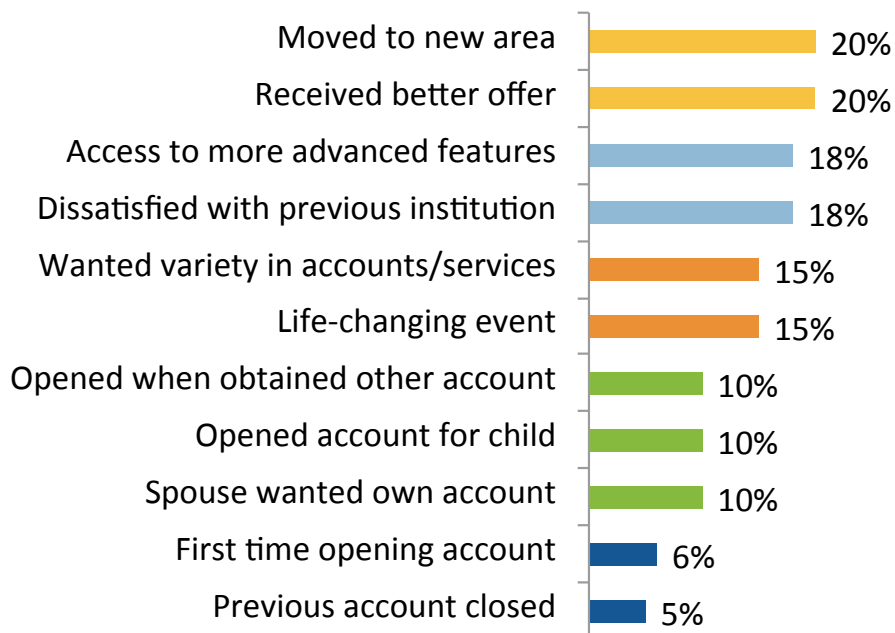 Moved to new area 20%
Received better offer 20%
Access to more advanced features 18%
Dissatisfied with previous institution 18%
Wanted variety in accounts/services 15%
Life-changing event 15%
Opened when obtained other account 10%
Opened account for child 10%
Spouse wanted own account 10%
First time opening account 6%
Previous account closed 5%